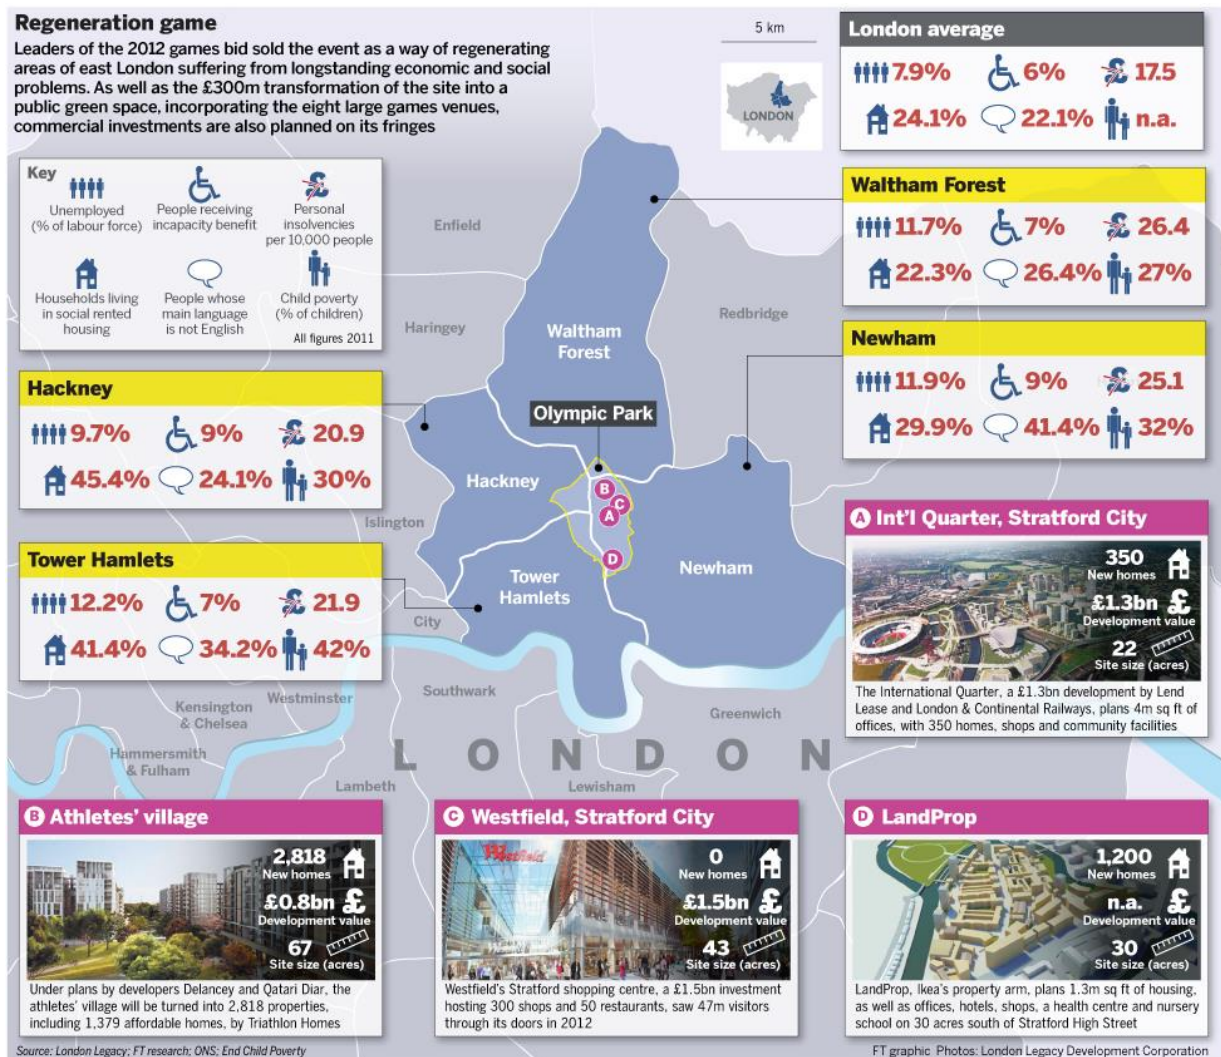 Regeneration game
Leaders of the 2012 games bid sold the event as a way of regenerating
areas of east London suffering from longstanding economic and social
problems. As well as the £300m transformation of the site into a
public green space, incorporating the eight large games venues,
commercial investments are also planned on its fringes
5 km
LONDON
London average
7.9% 6% 17.5
24.1% 22.1% n.a.
Key
Unemployed
(% of labour force)
People receiving
incapacity benefit
Personal
insolvencies
per 10,000 people
Households living
in social rented
housing
People whose
main language
is not English
Child poverty
(% of children)
All figures 2011
Waltham Forest
11.7% 7% 26.4
22.3% 26.4% 27%
Newham
11.9% 9% 25.1
29.9% 41.4% 32%
Hackney
9.7% 9% 20.9
45.4% 24.1% 30%
Tower Hamlets
12.2% 7% 21.9
41.4% 34.2% 42%
Enfield
Haringey
Redbridge
Waltham
Forest
Olympic Park
Hackney
B
C
A
D
Islington
Newham
Tower
Hamlets
City
Southwark
Westminster
Kensington
& Chelsea
Greenwich
Hammersmith
& Fulham
LONDON
Lambeth
Lewisham
A Int'l Quarter, Stratford City
350
New homes
£1.3bn £
Development value
22
Site size (acres)
The International Quarter, a £1.3bn development by Lend
Lease and London & Continental Railways, plans 4m sq ft of
offices, with 350 homes, shops and community facilities
B Athletes' village
2,818
New homes
£0.8bn £
Development value
67
Site size (acres)
Under plans by developers Delancey and Qatari Diar, the
athletes' village will be turned into 2,818 properties,
including 1,379 affordable homes, by Triathlon Homes
C Westfield, Stratford City
Westfield
0
New homes
£1.5bn £
Development value
43
Site size (acres)
Westfield's Stratford shopping centre, a £1.5bn investment
hosting 300 shops and 50 restaurants, saw 47m visitors
through its doors in 2012
D LandProp
1,200
New homes
n.a. £
Development value
30
Site size (acres)
LandProp, Ikea's property arm, plans 1.3m sq ft of housing,
as well as offices, hotels, shops, a health centre and nursery
school on 30 acres south of Stratford High Street
Source: London Legacy; FT research; ONS; End Child Poverty
FT graphic Photos: London Legacy Development Corporation